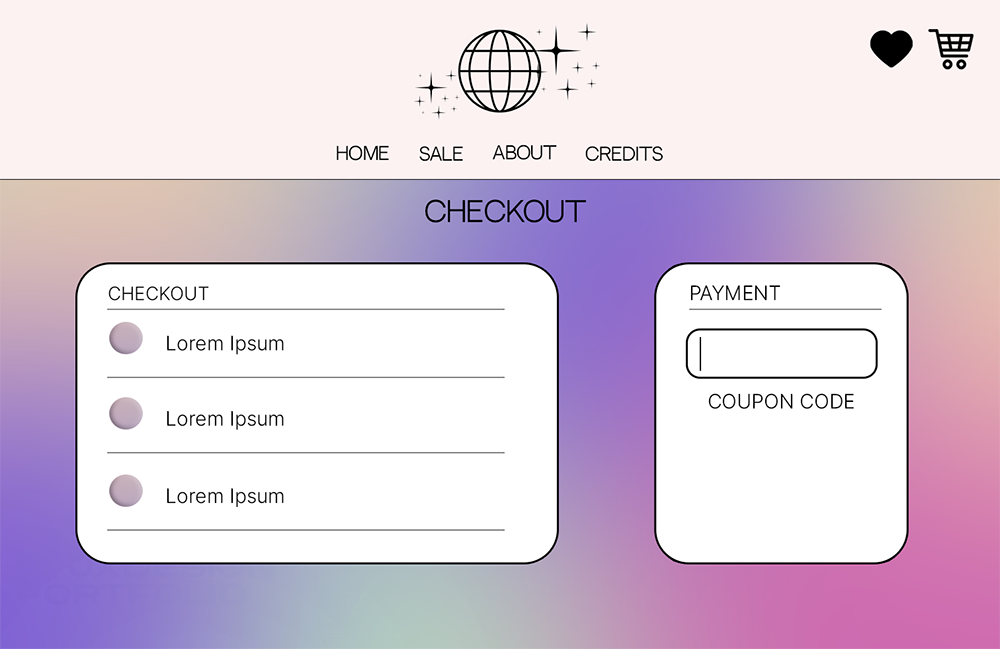 HOME SALE ABOUT CREDITS
CHECKOUT
CHECKOUT
Lorem Ipsum
Lorem Ipsum
Lorem Ipsum
PAYMENT
COUPON CODE